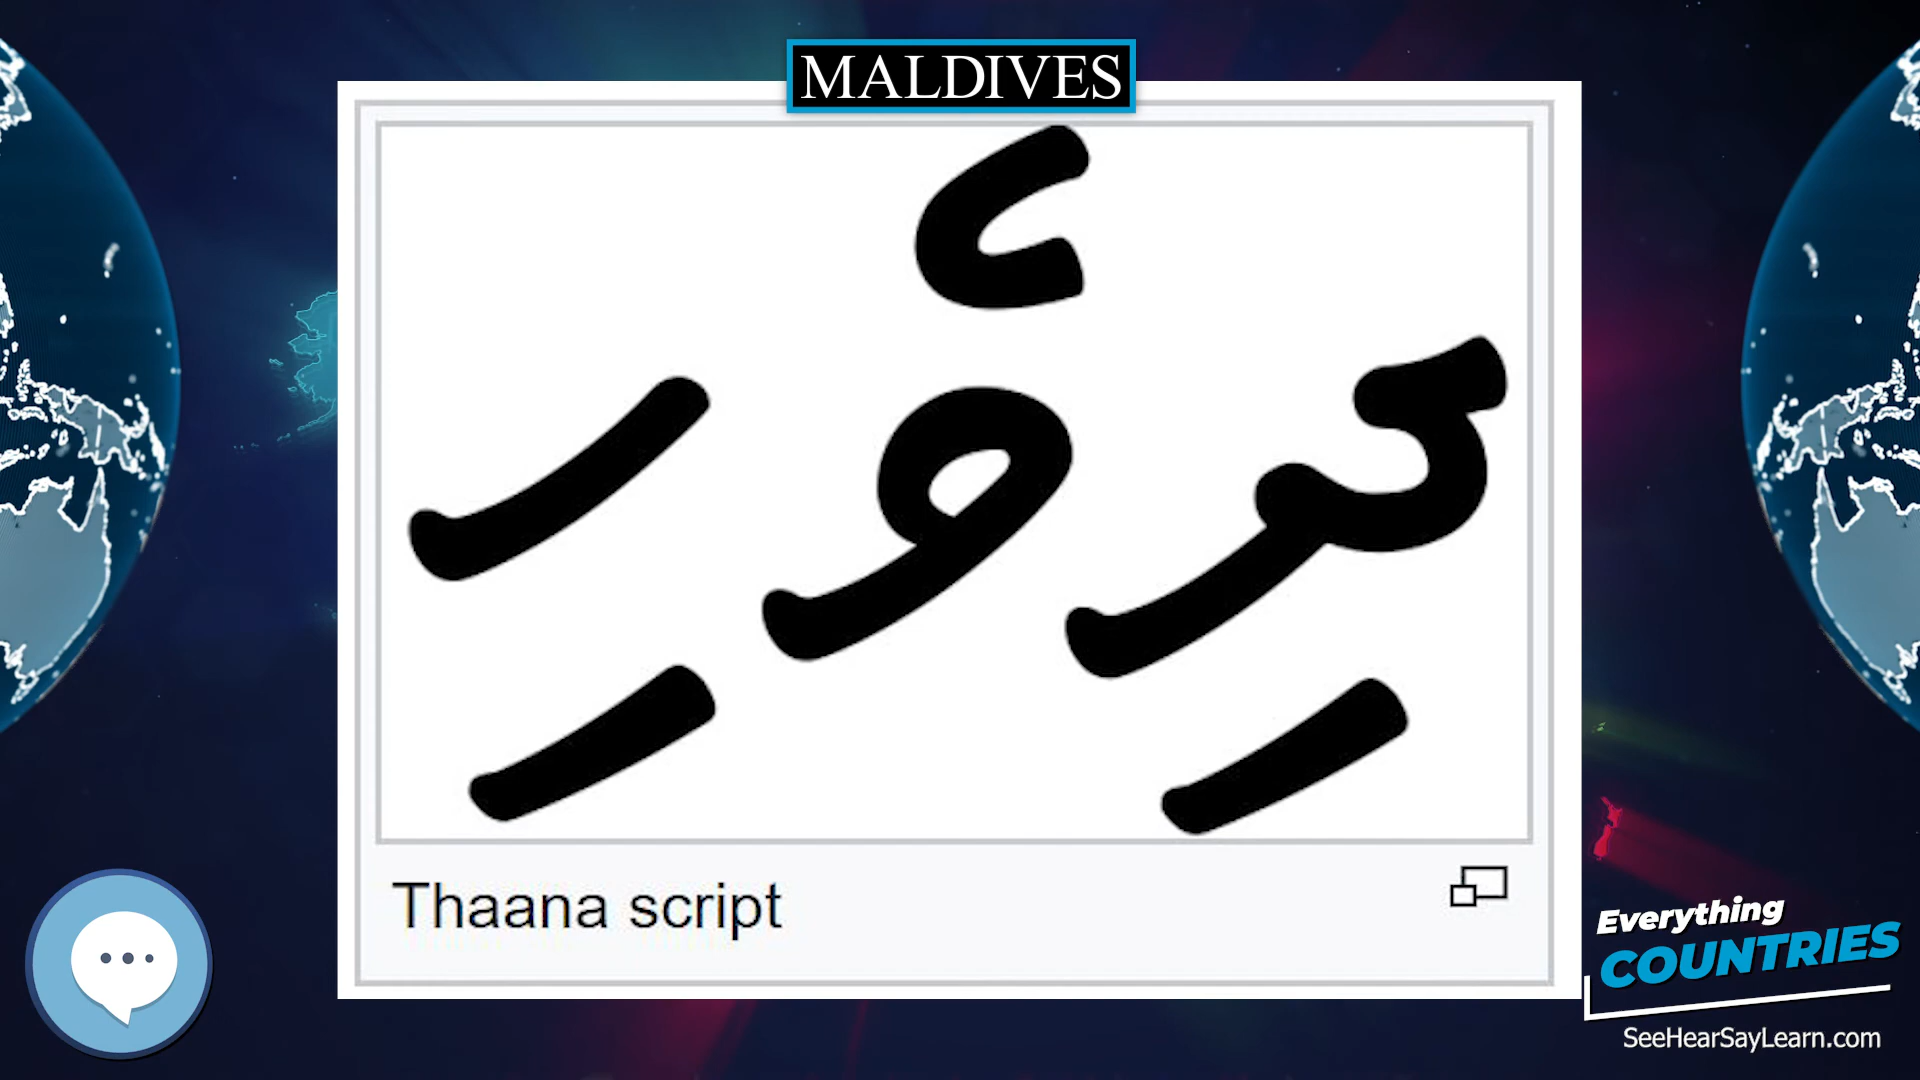 MALDIVES
ދިވެހި
Thaana script
Everything
COUNTRIES
SeeHearSayLearn.com